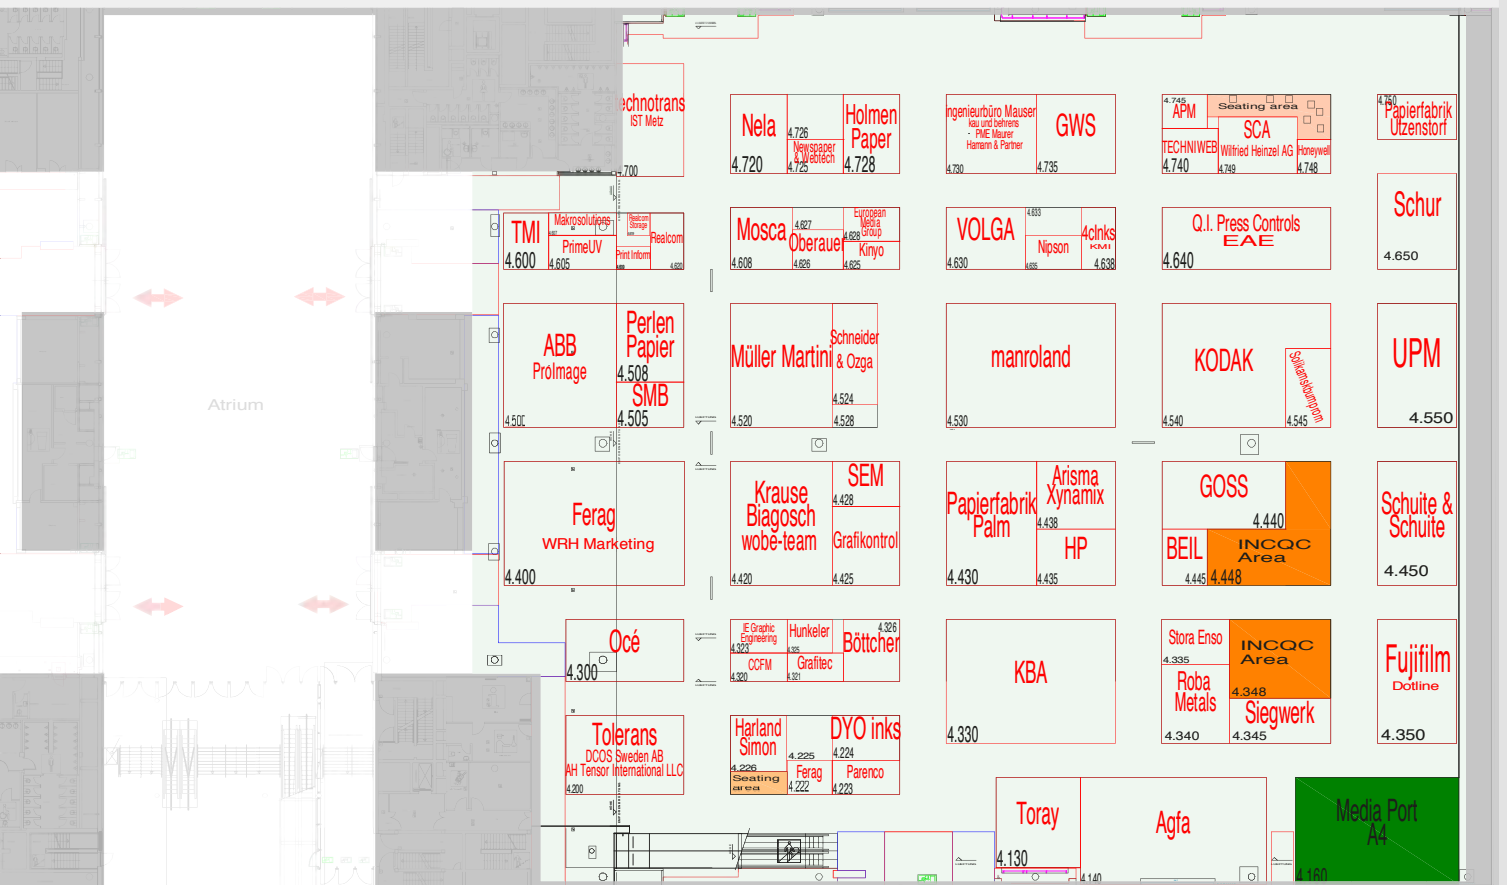 echnotrans
IST Metz
.700
Nela
4.720
4.726
Newspaper
& Webtech
4.725
Holmen
Paper
4.728
ngenieurbüro Mauser
kau und behrens
- PME Maurer
Hamann & Partner
4.730
GWS
4.735
4.745
APM
Seating area
TECHNIWEB
4.740
SCA
Wilfried Heinzel AG
4.749
Honeywell
4.748
4.750
Papierfabrik
Utzenstorf
TMI
4.600
Makrosolutions
PrimeUV
4.605
Realcom
Storage
Print Inform
Realcom
4.620
Mosca
4.608
4.627
Oberauer
4.626
European
Media
Group
4.628
Kinyo
4.625
VOLGA
4.630
4.633
Nipson
4.635
4cInks
KMI
4.638
Q.I. Press Controls
EAE
4.640
Schur
4.650
ABB
ProImage
4.50
Perlen
Papier
4.508
SMB
4.505
Müller Martini
4.520
Schneider
& Ozga
4.524
4.528
manroland
4.530
KODAK
4.540
Solikamskbumprom
4.545
UPM
4.550
Atrium
Ferag
WRH Marketing
4.400
Krause
Biagosch
wobe-team
4.420
SEM
4.428
Grafikontrol
4.425
Papierfabrik
Palm
4.430
Arisma
Xynamix
4.438
HP
4.435
GOSS
4.440
BEIL
4.445
INCQC
Area
4.448
Schuite &
Schuite
4.450
Océ
4.300
IE Graphic
Engineering
4.323
Hunkeler
4.325
4.326
Böttcher
CCFM
4.320
Grafitec
4.321
KBA
4.330
Stora Enso
4.335
Roba
Metals
4.340
INCQC
Area
4.348
Siegwerk
4.345
Fujifilm
Dotline
4.350
Tolerans
DCOS Sweden AB
AH Tensor International LLC
4.200
Harland
Simon
4.226
Seating
area
4.225
Ferag
4.222
DYO inks
4.224
Parenco
4.223
Toray
4.130
Agfa
4.140
Media Port
A4
4.160